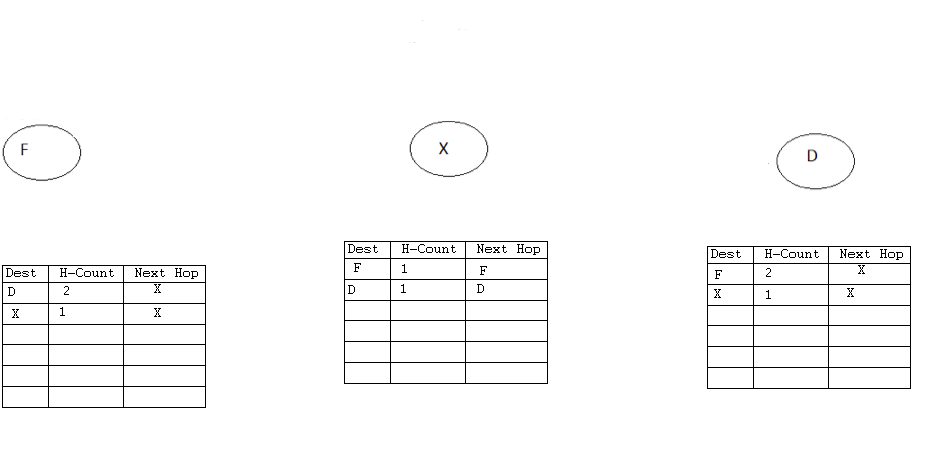 F
X
D
Dest H-Count Next Hop
D 2 X
X 1 X
Dest H-Count Next Hop
F 1 F
D 1 D
Dest H-Count Next Hop
F 2 X
X 1 X